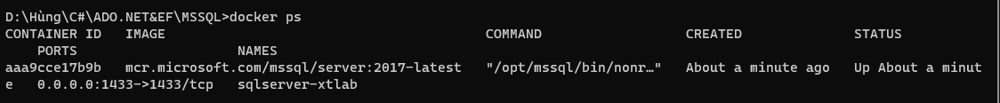 D:\Hùng\C#\ADO.NET&EF\MSSQL>docker ps
CONTAINER ID   IMAGE                                        COMMAND                  CREATED              STATUS
    PORTS                    NAMES
aaa9cce17b9b   mcr.microsoft.com/mssql/server:2017-latest   "/opt/mssql/bin/nonr…"   About a minute ago   Up About a minut
e   0.0.0.0:1433->1433/tcp   sqlserver-xtlab